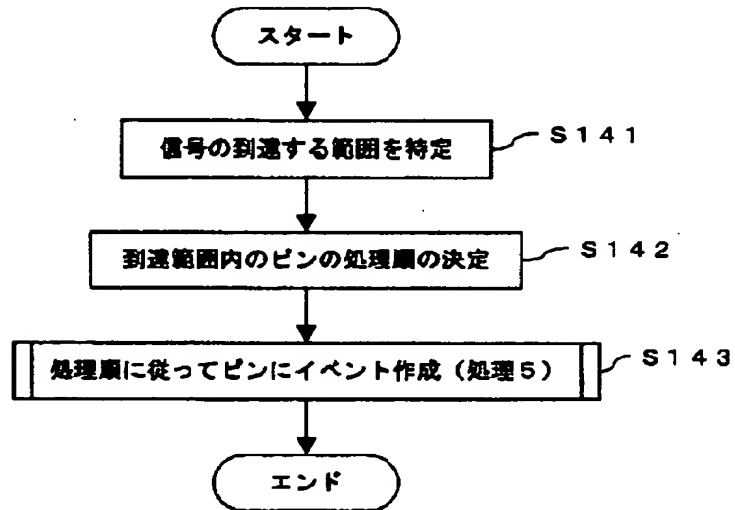 スタート
信号の到達する範囲を特定
S141
到達範囲内のピンの処理順の決定
S142
処理順に従ってピンにイベント作成（処理5）
S143
エンド